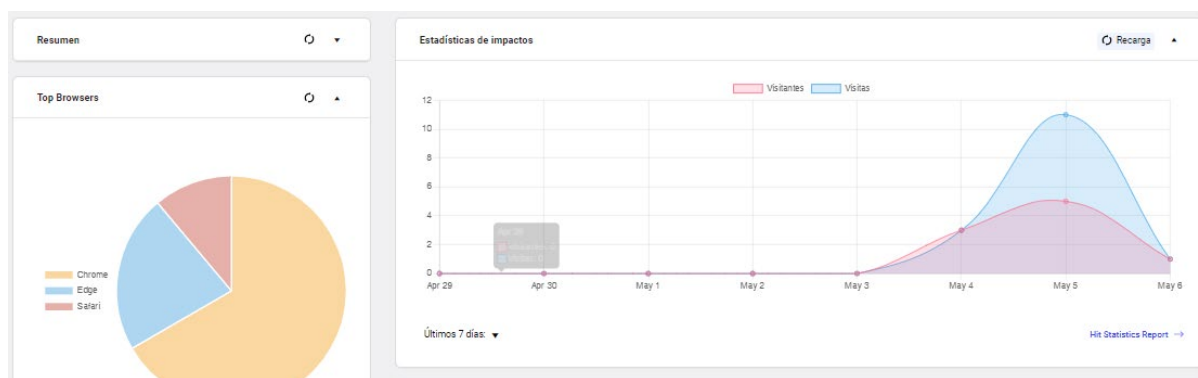 Resumen
Top Browsers
Chrome
Edge
Safari
Estadísticas de impactos
Recarga
Visitantes Visitas
12
10
8
6
4
2
0
Apr 29 Apr 30 May 1 May 2 May 3 May 4 May 5 May 6
Últimos 7 días:
Hit Statistics Report